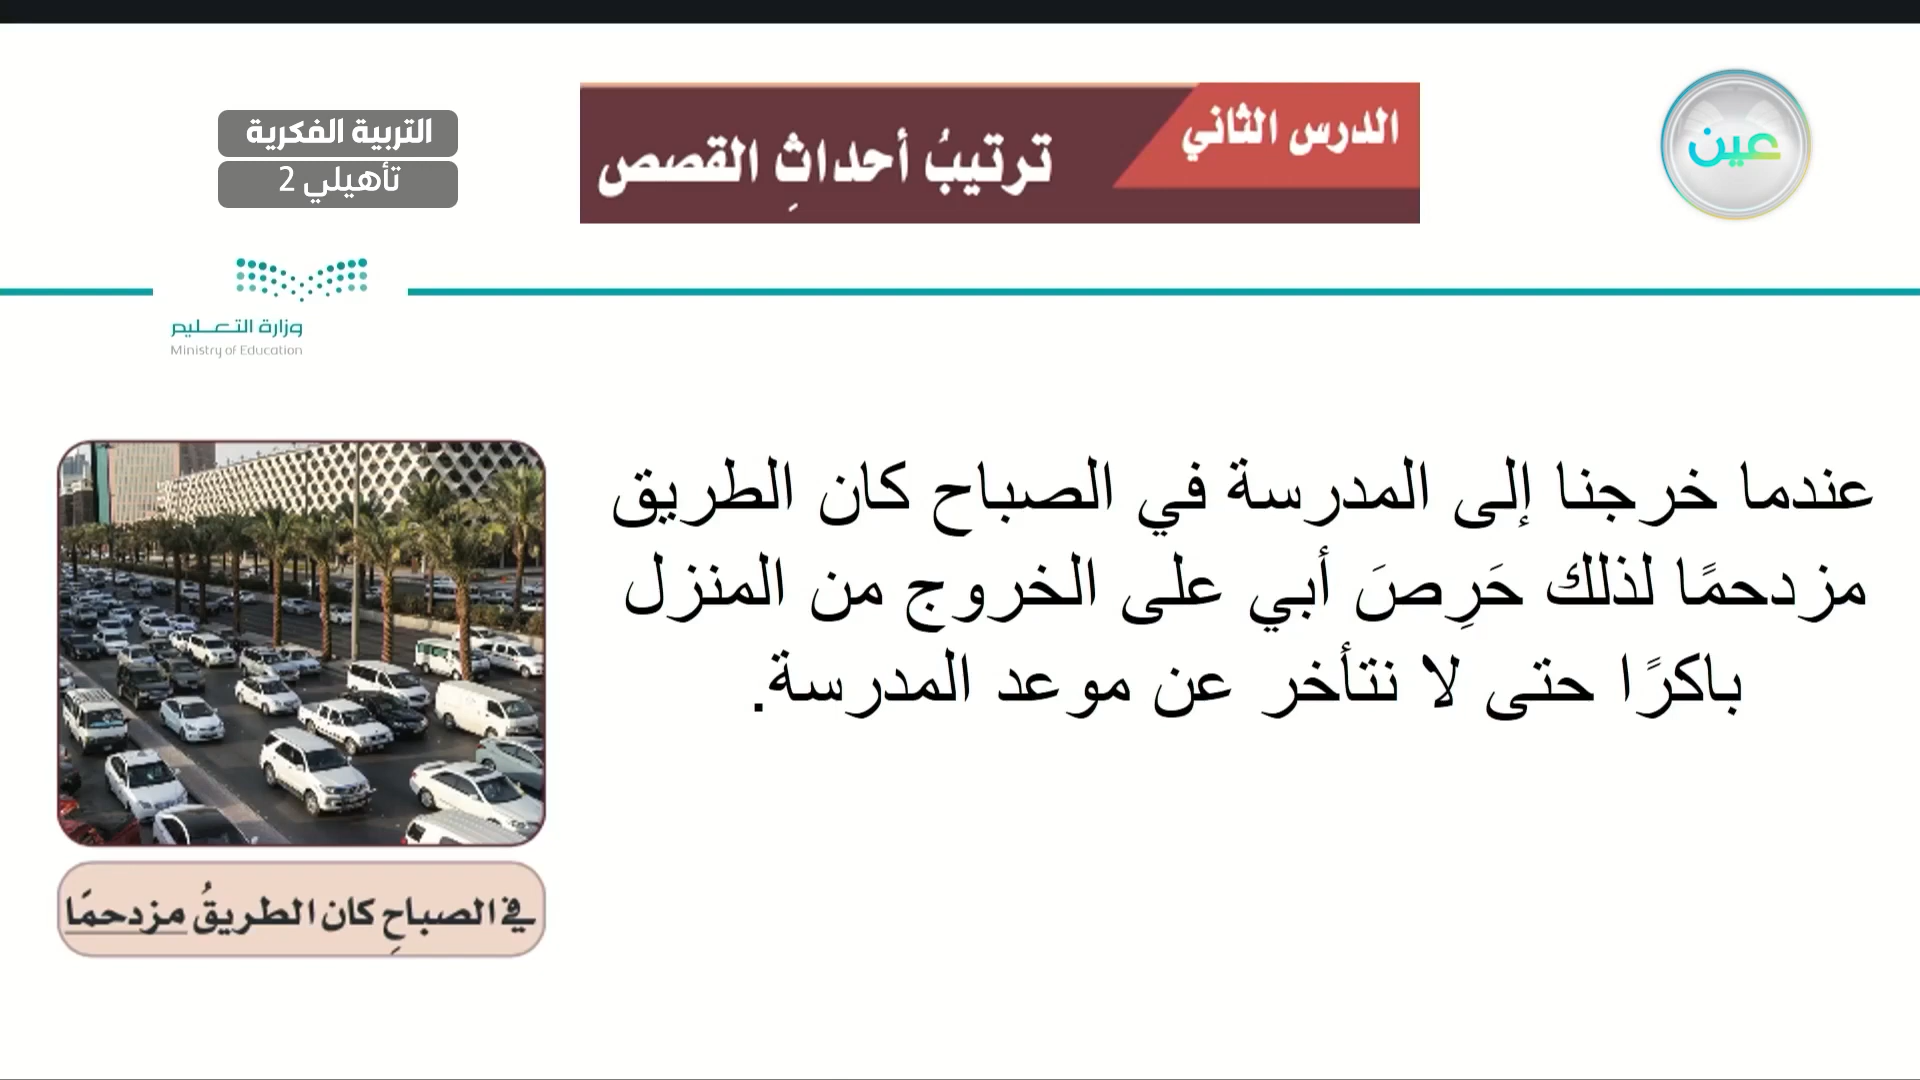 الدرس الثاني
ترتيبُ أحداثِ القصص
عين
التربية الفكرية
تأهيلي 2
وزارة التعليم
Ministry of Education
عندما خرجنا إلى المدرسة في الصباح كان الطريق
مزدحمًا لذلك حَرِصَ أبي على الخروج من المنزل
باكرًا حتى لا نتأخر عن موعد المدرسة.
في الصباحِ كان الطريقُ مزدحمًا